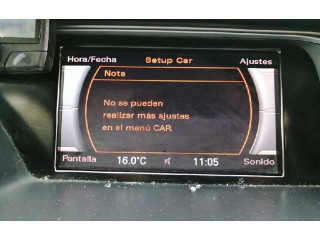 Hora/Fecha Setup Car Ajustes
Nota
No se pueden
realizar más ajustes
en el menú CAR.
Pantalla 16.0°C 11:05 Sonido